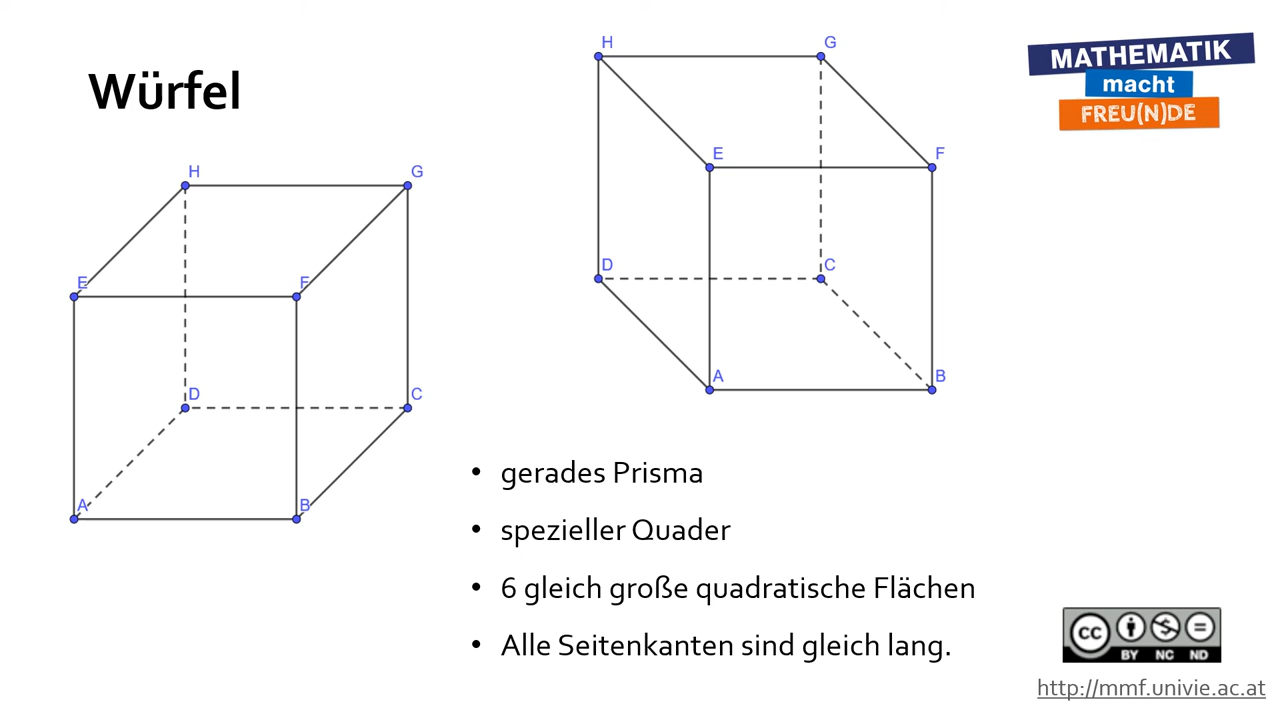 Würfel
H
G
E
F
D
C
A
B
H
G
E
F
D
C
A
B
MATHEMATIK
macht
FREU(N)DE
• gerades Prisma
• spezieller Quader
• 6 gleich große quadratische Flächen
• Alle Seitenkanten sind gleich lang.
cc
BY NC ND
http://mmf.univie.ac.at